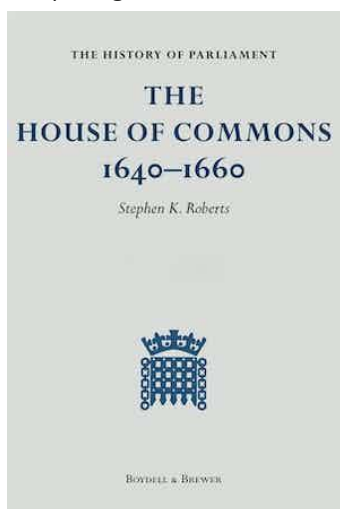 THE HISTORY OF PARLIAMENT
THE
HOUSE OF COMMONS
1640–1660
Stephen K. Roberts
BOYDELL & BREWER